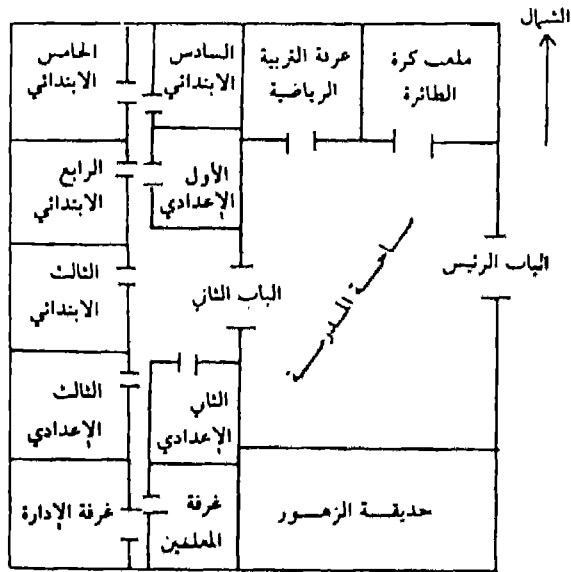 الشمال
ملعب كرة
الطائرة
غرفة التربية
الرياضية
السادس
الابتدائي
الخامس
الابتدائي
الأول
الإعدادي
الرابع
الابتدائي
الباب الرئيس
ساحة المدرسة
الباب الثاني
الثالث
الابتدائي
الثاني
الإعدادي
الثالث
الإعدادي
حديقة الزهور
غرفة
المعلمين
غرفة الإدارة